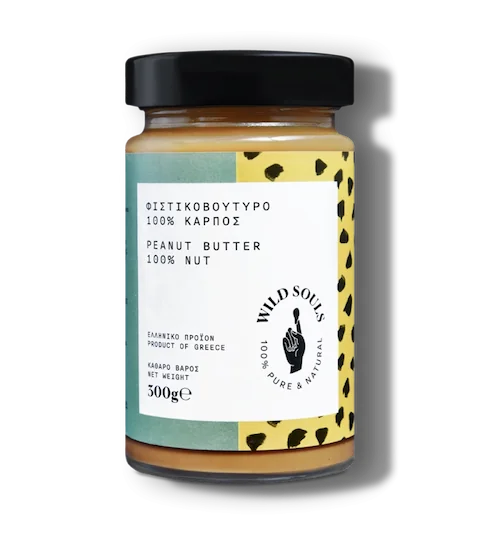 ΦΙΣΤΙΚΟΒΟΥΤΥΡΟ
100% ΚΑΡΠΟΣ
PEANUT BUTTER
100% NUT
WILD SOULS
100% PURE & NATURAL
ΕΛΛΗΝΙΚΟ ΠΡΟΪΟΝ
PRODUCT OF GREECE
ΚΑΘΑΡΟ ΒΑΡΟΣ
NET WEIGHT
300g℮